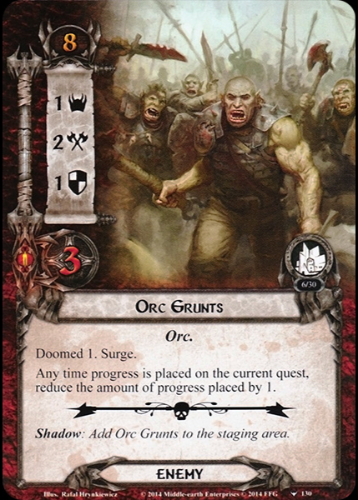 8
1
2
1
3
6/30
Orc Grunts
Orc.
Doomed 1. Surge.
Any time progress is placed on the current quest,
reduce the amount of progress placed by 1.
Shadow: Add Orc Grunts to the staging area.
ENEMY
Illus. Rafał Hrynkiewicz © 2014 Middle-earth Enterprises © 2014 FFG 130